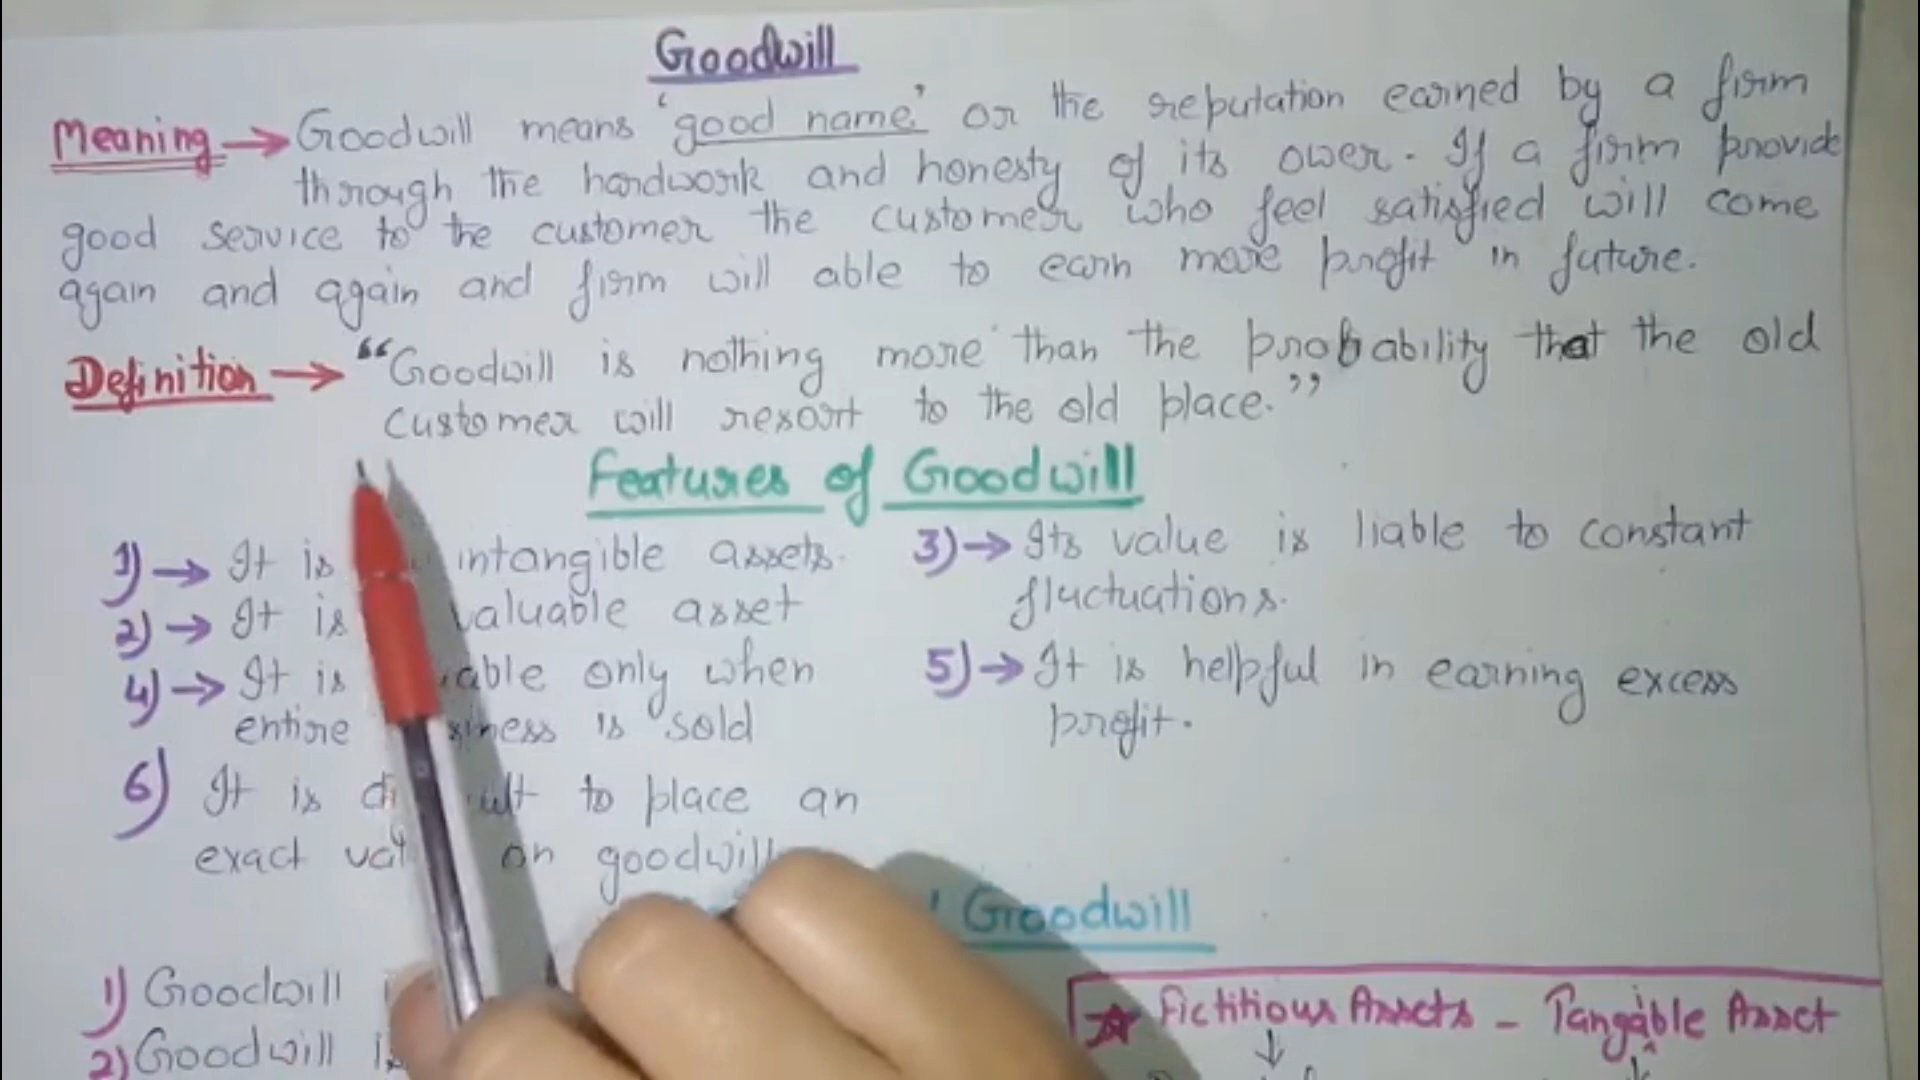 Goodwill
Meaning → Goodwill means 'good name' or the reputation earned by a firm
through the hardwork and honesty of its ower. If a firm provide
good service to the customer the customer who feel satisfied will come
again and again and firm will able to earn more profit in future.
Definition → "Goodwill is nothing more than the probability that the old
customer will resort to the old place."
Features of Goodwill
1) → It is intangible assets.
2) → It is valuable asset
3) → Its value is liable to constant
fluctuations.
4) → It is only when
entire is sold
5) → It is helpful in earning excess
profit.
6) It is to place an
exact on goodwill
Goodwill
1) Goodwill
2) Goodwill
★ Fictitious Assets - Tangible Asset